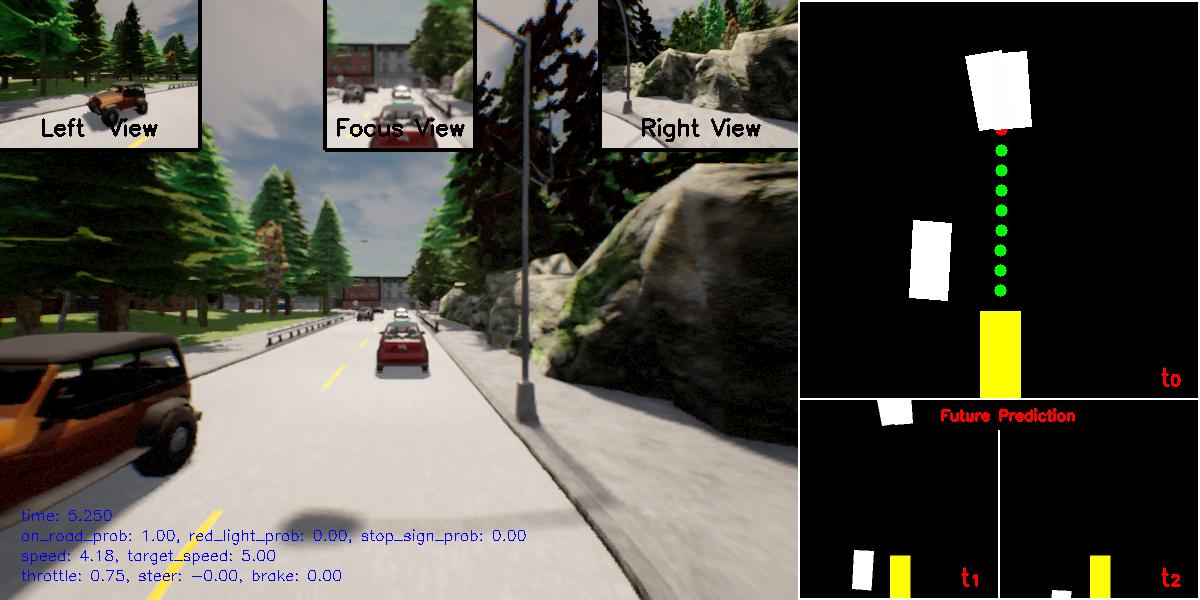 Left View
Focus View
Right View
t0
Future Prediction
time: 5.250
on_road_prob: 1.00, red_light_prob: 0.00, stop_sign_prob: 0.00
speed: 4.18, target_speed: 5.00
throttle: 0.75, steer: −0.00, brake: 0.00
t1
t2